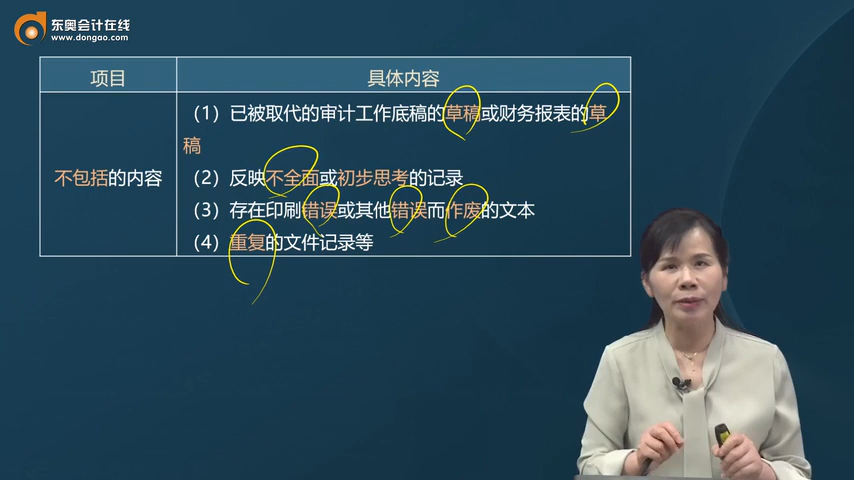 东奥会计在线
www.dongao.com
项目
具体内容
不包括的内容
（1）已被取代的审计工作底稿的草稿或财务报表的草
稿
（2）反映不全面或初步思考的记录
（3）存在印刷错误或其他错误而作废的文本
（4）重复的文件记录等